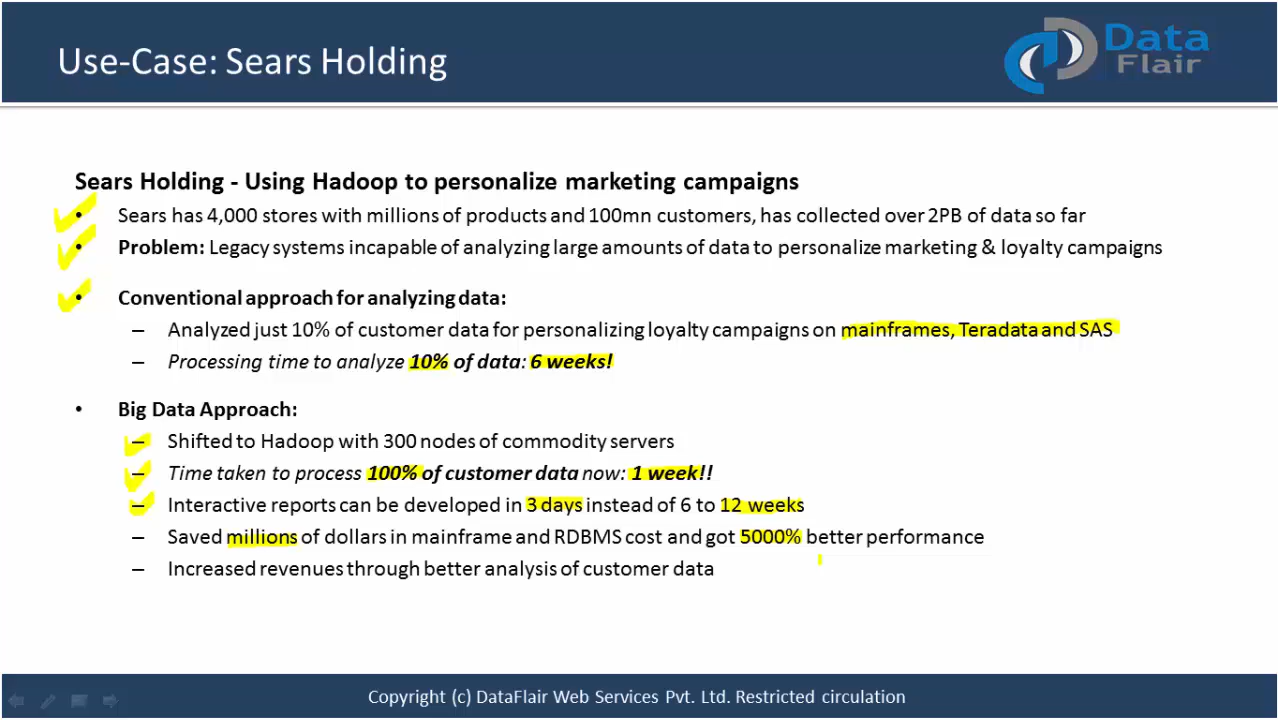 Use-Case: Sears Holding
Data
Flair
Sears Holding - Using Hadoop to personalize marketing campaigns
• Sears has 4,000 stores with millions of products and 100mn customers, has collected over 2PB of data so far
• Problem: Legacy systems incapable of analyzing large amounts of data to personalize marketing & loyalty campaigns
• Conventional approach for analyzing data:
– Analyzed just 10% of customer data for personalizing loyalty campaigns on mainframes, Teradata and SAS
– Processing time to analyze 10% of data: 6 weeks!
• Big Data Approach:
– Shifted to Hadoop with 300 nodes of commodity servers
– Time taken to process 100% of customer data now: 1 week!!
– Interactive reports can be developed in 3 days instead of 6 to 12 weeks
– Saved millions of dollars in mainframe and RDBMS cost and got 5000% better performance
– Increased revenues through better analysis of customer data
Copyright (c) DataFlair Web Services Pvt. Ltd. Restricted circulation